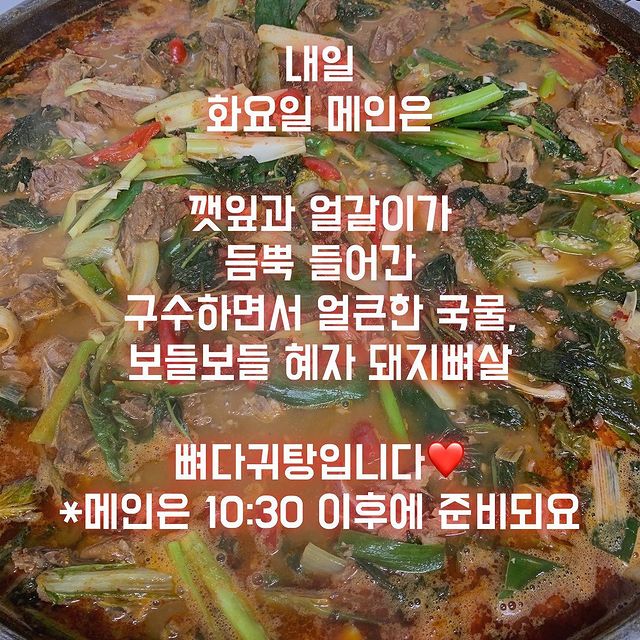 내일
화요일 메인은
깻잎과 얼갈이가
듬뿍 들어간
구수하면서 얼큰한 국물,
보들보들 혜자 돼지뼈살
뼈다귀탕입니다❤️
*메인은 10:30 이후에 준비되요